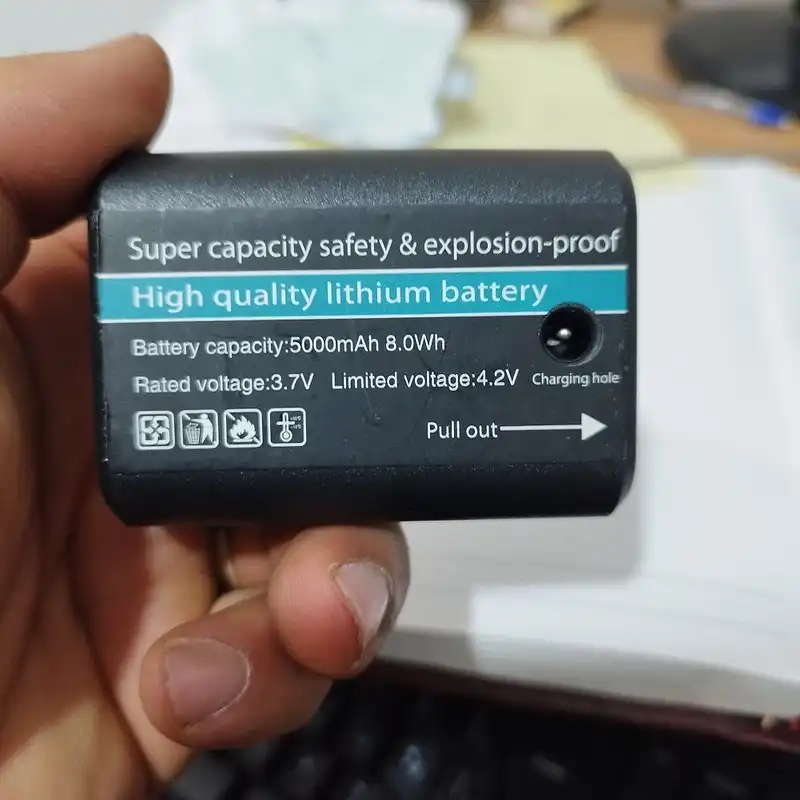 Super capacity safety & explosion-proof
High quality lithium battery
Battery capacity:5000mAh 8.0Wh
Rated voltage:3.7V Limited voltage:4.2V
Charging hole
Pull out